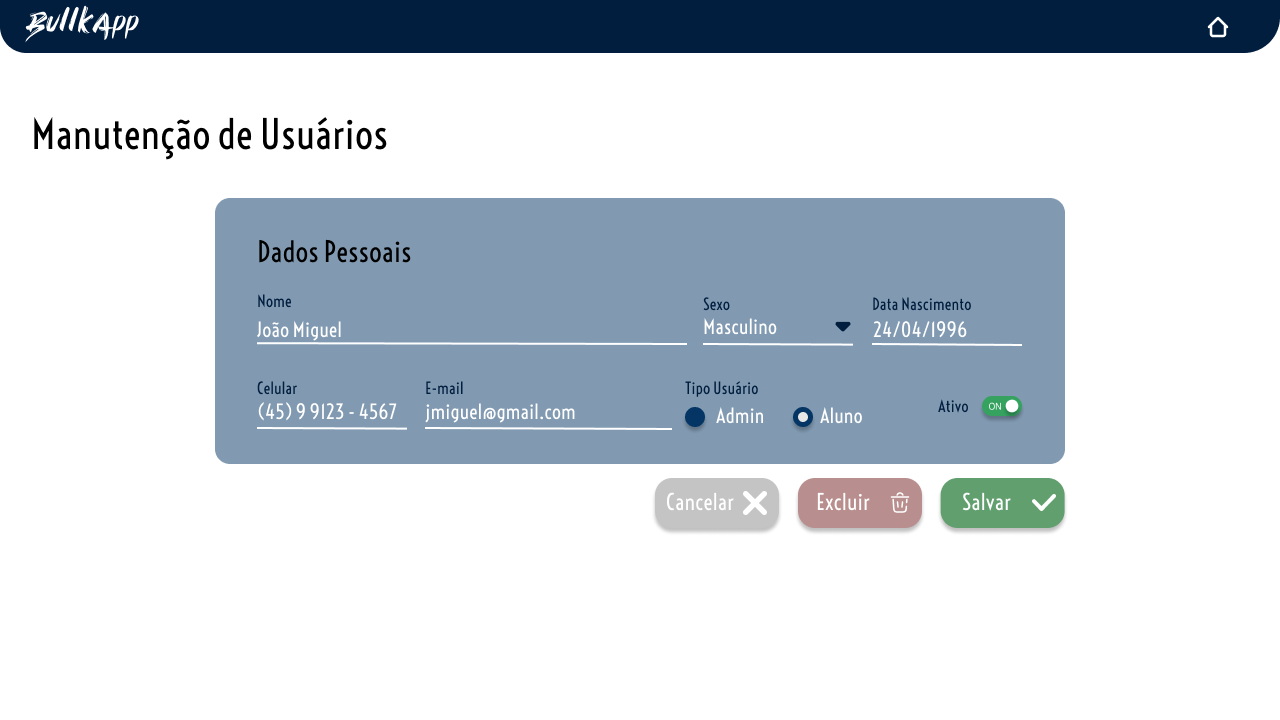 BullkApp
Manutenção de Usuários
Dados Pessoais
Nome
João Miguel
Sexo
Masculino
Data Nascimento
24/04/1996
Celular
(45) 9 9123 - 4567
E-mail
jmiguel@gmail.com
Tipo Usuário
Admin
Aluno
Ativo
ON
Cancelar
Excluir
Salvar